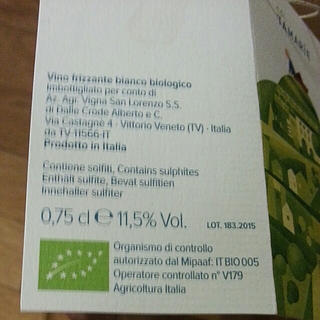 Vino frizzante bianco biologico
Imbottigliato per conto di
Az. Agr. Vigna San Lorenzo S.S.
di Dalle Crode Alberto e C.
Via Castagnè 4 - Vittorio Veneto (TV) - Italia
da TV-11566-IT
Prodotto in Italia
Contiene solfiti, Contains sulphites
Enthält sulfite, Bevat sulfitien
Innehaller sulfiter
0,75 cl ℮ 11,5% Vol.
LOT. 183.2015
Organismo di controllo
autorizzato dal Mipaaf: IT BIO 005
Operatore controllato n° V179
Agricoltura Italia
TAMARIE